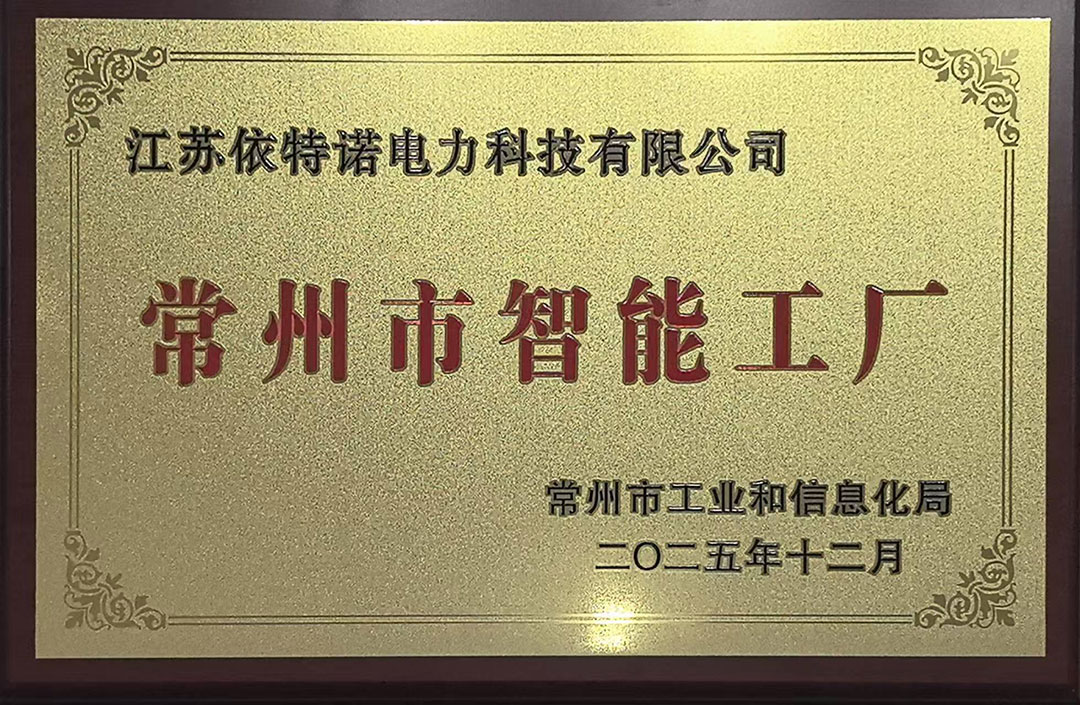 江苏依特诺电力科技有限公司
常州市智能工厂
常州市工业和信息化局
二〇二五年十二月